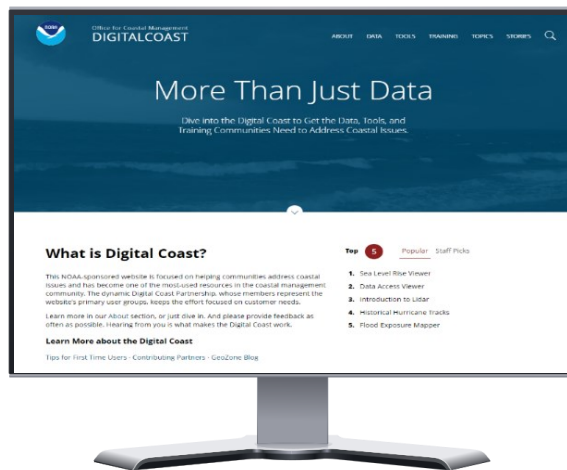 NOAA
Office for Coastal Management
DIGITALCOAST
ABOUT DATA TOOLS TRAINING TOPICS STORIES
More Than Just Data
Dive into the Digital Coast to Get the Data, Tools, and
Training Communities Need to Address Coastal Issues.
What is Digital Coast?
This NOAA-sponsored website is focused on helping communities address coastal
issues and has become one of the most-used resources in the coastal management
community. The dynamic Digital Coast Partnership, whose members represent the
website's primary user groups, keeps the effort focused on customer needs.
Learn more in our About section, or just dive in. And please provide feedback as
often as possible. Hearing from you is what makes the Digital Coast work.
Learn More about the Digital Coast
Tips for First Time Users · Contributing Partners · GeoZone Blog
Top 5 Popular Staff Picks
1. Sea Level Rise Viewer
2. Data Access Viewer
3. Introduction to Lidar
4. Historical Hurricane Tracks
5. Flood Exposure Mapper